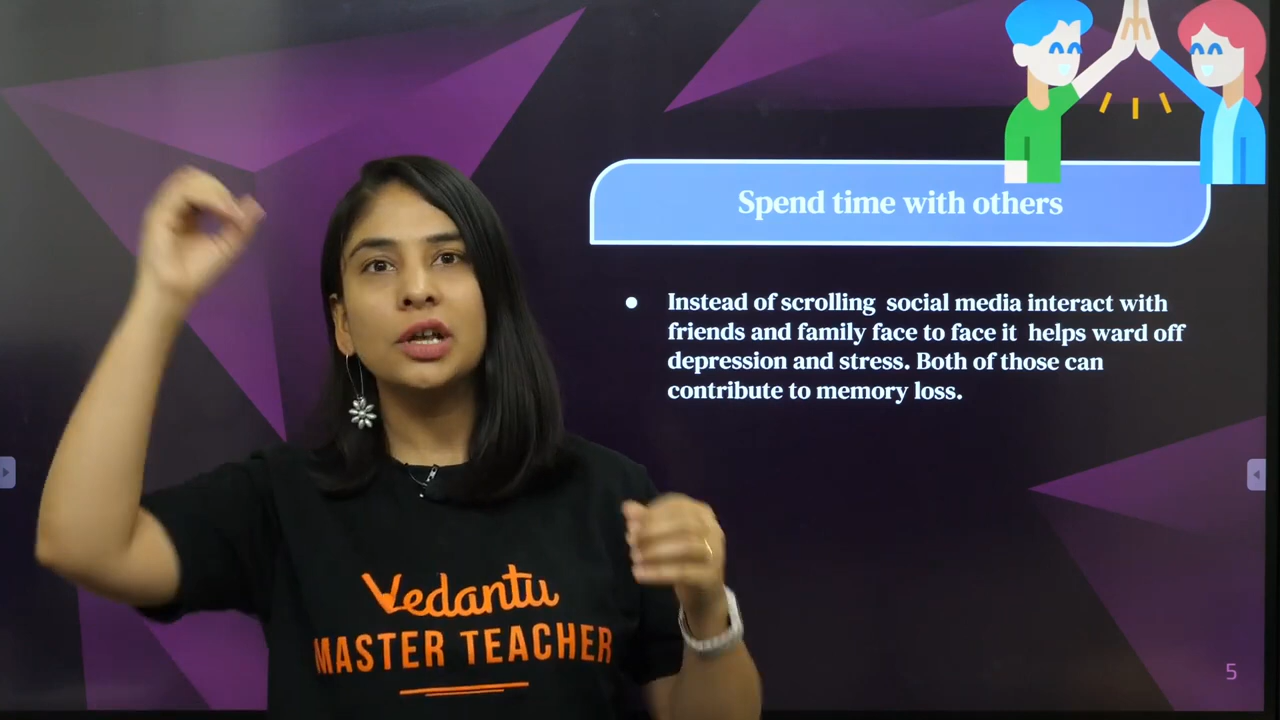 Spend time with others
Instead of scrolling social media interact with
friends and family face to face it helps ward off
depression and stress. Both of those can
contribute to memory loss.
Vedantu
MASTER TEACHER
5